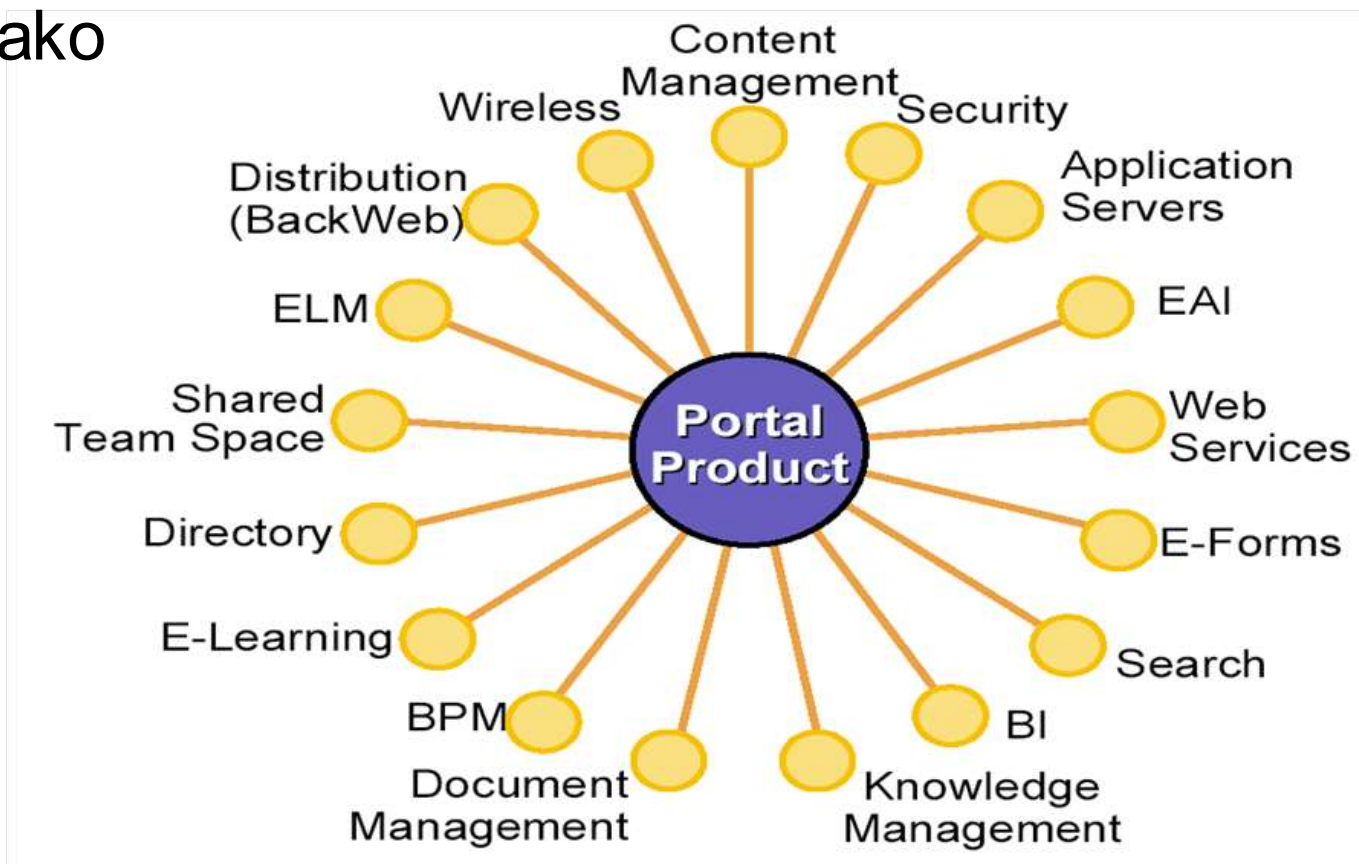 ako
Content
Management
Wireless
Security
Distribution
(BackWeb)
Application
Servers
ELM
EAI
Shared
Team Space
Portal
Product
Web
Services
Directory
E-Forms
E-Learning
Search
BPM
BI
Document
Management
Knowledge
Management